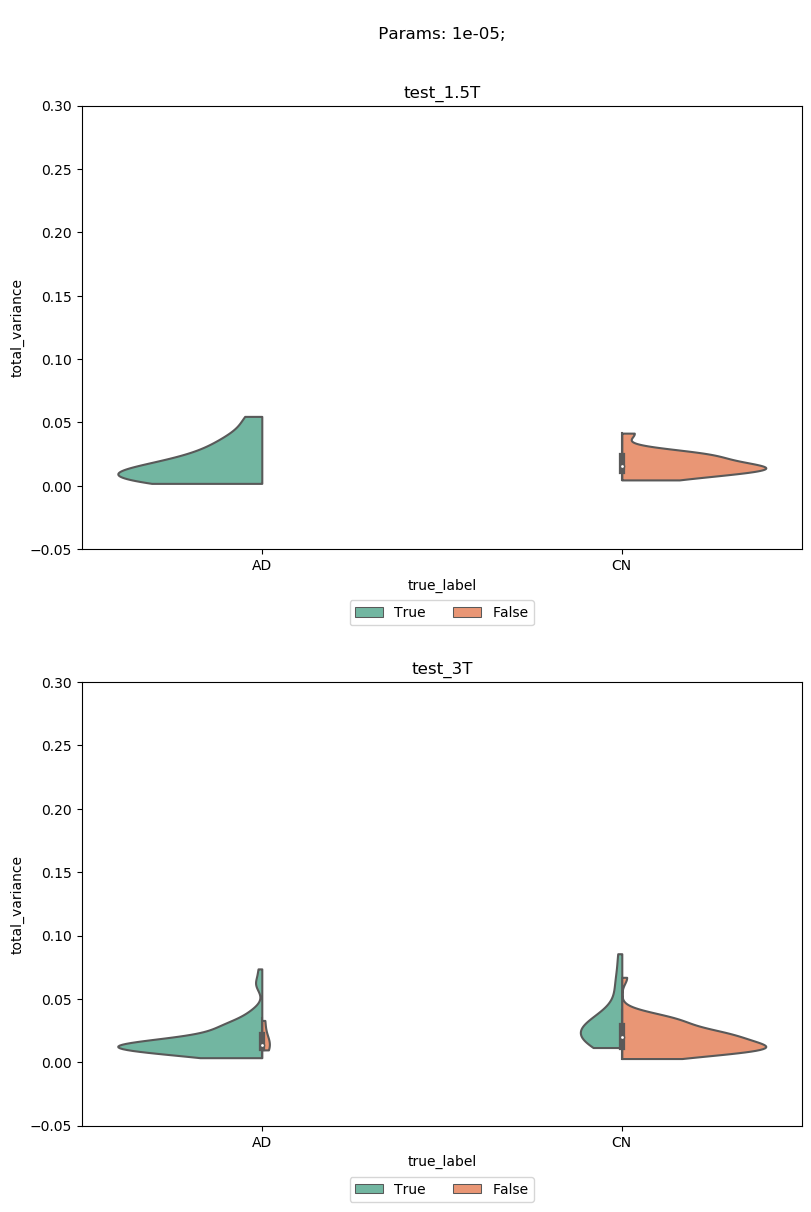 Params: 1e-05;
test_1.5T
0.30
0.25
0.20
0.15
0.10
0.05
0.00
−0.05
total_variance
AD CN
true_label
True False
test_3T
0.30
0.25
0.20
0.15
0.10
0.05
0.00
−0.05
total_variance
AD CN
true_label
True False